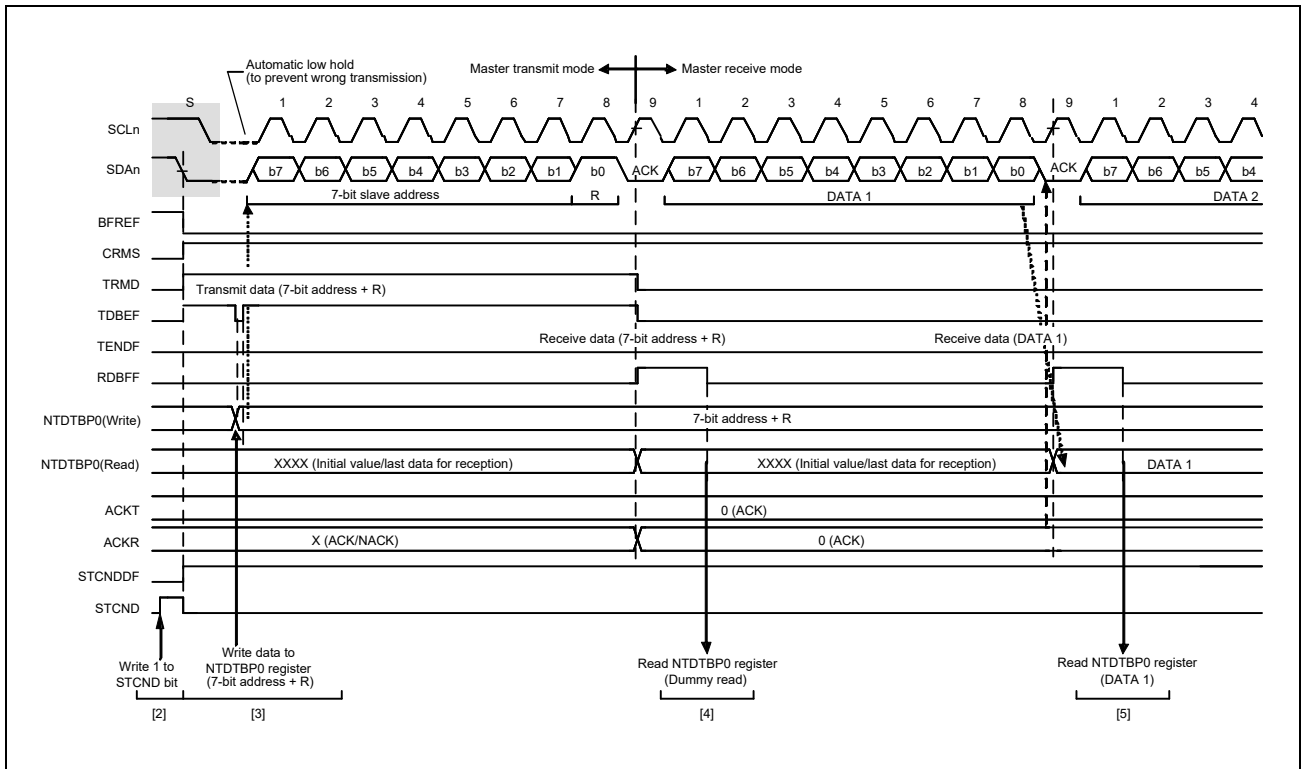 Automatic low hold
(to prevent wrong transmission)
Master transmit mode
Master receive mode
S 1 2 3 4 5 6 7 8 9 1 2 3 4 5 6 7 8 9 1 2 3 4
SCLn
SDAn b7 b6 b5 b4 b3 b2 b1 b0 ACK b7 b6 b5 b4 b3 b2 b1 b0 ACK b7 b6 b5 b4
7-bit slave address R DATA 1 DATA 2
BFREF
CRMS
TRMD
Transmit data (7-bit address + R)
TDBEF
Receive data (7-bit address + R) Receive data (DATA 1)
TENDF
RDBFF
NTDTBP0(Write) 7-bit address + R
NTDTBP0(Read) XXXX (Initial value/last data for reception) XXXX (Initial value/last data for reception) DATA 1
ACKT 0 (ACK)
ACKR X (ACK/NACK) 0 (ACK)
STCNDDF
STCND
Write 1 to
STCND bit
Write data to
NTDTBP0 register
(7-bit address + R)
Read NTDTBP0 register
(Dummy read)
Read NTDTBP0 register
(DATA 1)
[2] [3] [4] [5]